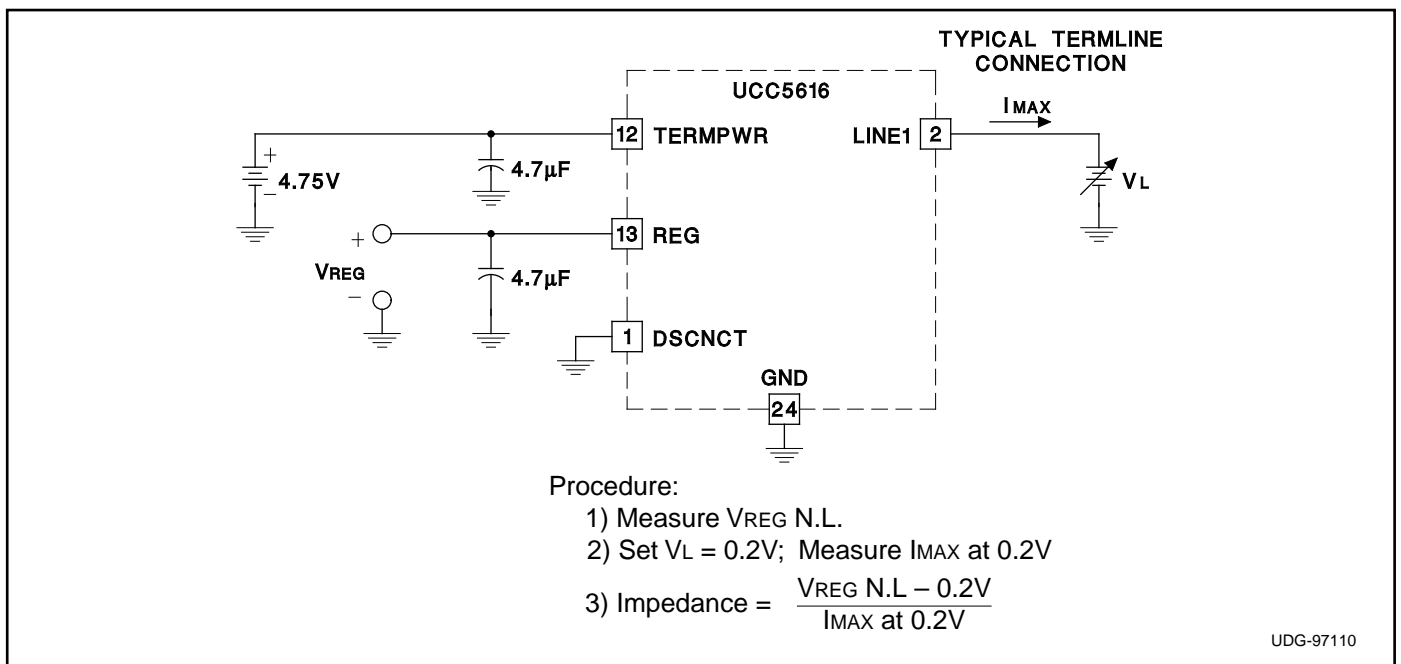 TYPICAL TERMLINE
CONNECTION
UCC5616
IMAX
12 TERMPWR
LINE1 2
+
4.75V
-
4.7μF
VL
13 REG
+
VREG
-
4.7μF
1 DSCNCT
GND
24
Procedure:
1) Measure VREG N.L.
2) Set VL = 0.2V; Measure IMAX at 0.2V
3) Impedance = VREG N.L – 0.2V
IMAX at 0.2V
UDG-97110